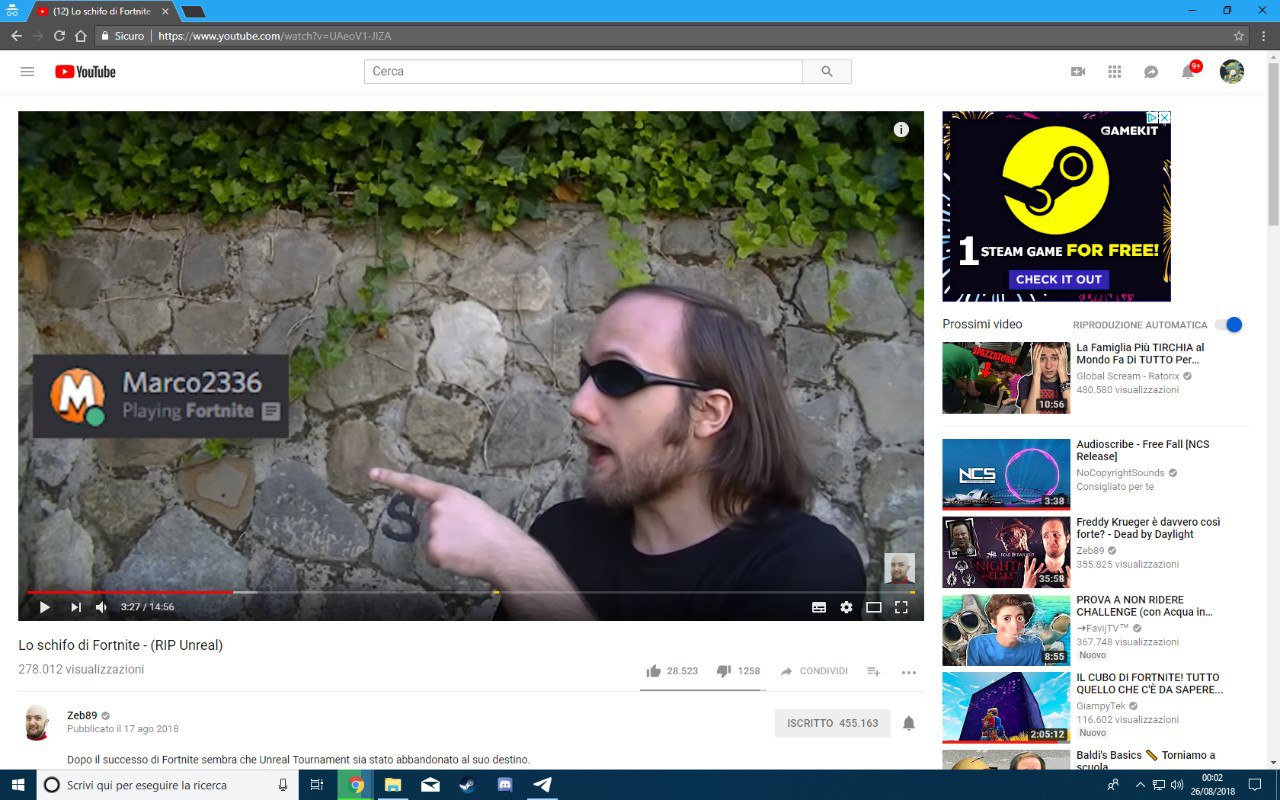 (12) Lo schifo di Fortnite
Sicuro | https://www.youtube.com/watch?v=UAeoV1-JIZA
YouTube
Cerca
9+
Marco2336
Playing Fortnite
S
3:27 / 14:56
Lo schifo di Fortnite - (RIP Unreal)
278.012 visualizzazioni
28.523
1258
CONDIVIDI
Zeb89
Pubblicato il 17 ago 2018
ISCRITTO 455.163
Dopo il successo di Fortnite sembra che Unreal Tournament sia stato abbandonato al suo destino.
GAMEKIT
1 STEAM GAME FOR FREE!
CHECK IT OUT
Prossimi video
RIPRODUZIONE AUTOMATICA
SPAZZATURA!
10:56
La Famiglia Più TIRCHIA al
Mondo Fa Di TUTTO Per...
Global Scream - Ratorix
480.580 visualizzazioni
NCS
3:38
Audioscribe - Free Fall [NCS
Release]
NoCopyrightSounds
Consigliato per te
35:58
Freddy Krueger è davvero così
forte? - Dead by Daylight
Zeb89
355.825 visualizzazioni
8:55
PROVA A NON RIDERE
CHALLENGE (con Acqua in...
➔FavijTV™
367.748 visualizzazioni
Nuovo
2:05:12
IL CUBO DI FORTNITE! TUTTO
QUELLO CHE C'È DA SAPERE...
GiampyTek
116.602 visualizzazioni
Nuovo
Baldi's Basics 📏 Torniamo a
scuola
Scrivi qui per eseguire la ricerca
00:02
26/08/2018